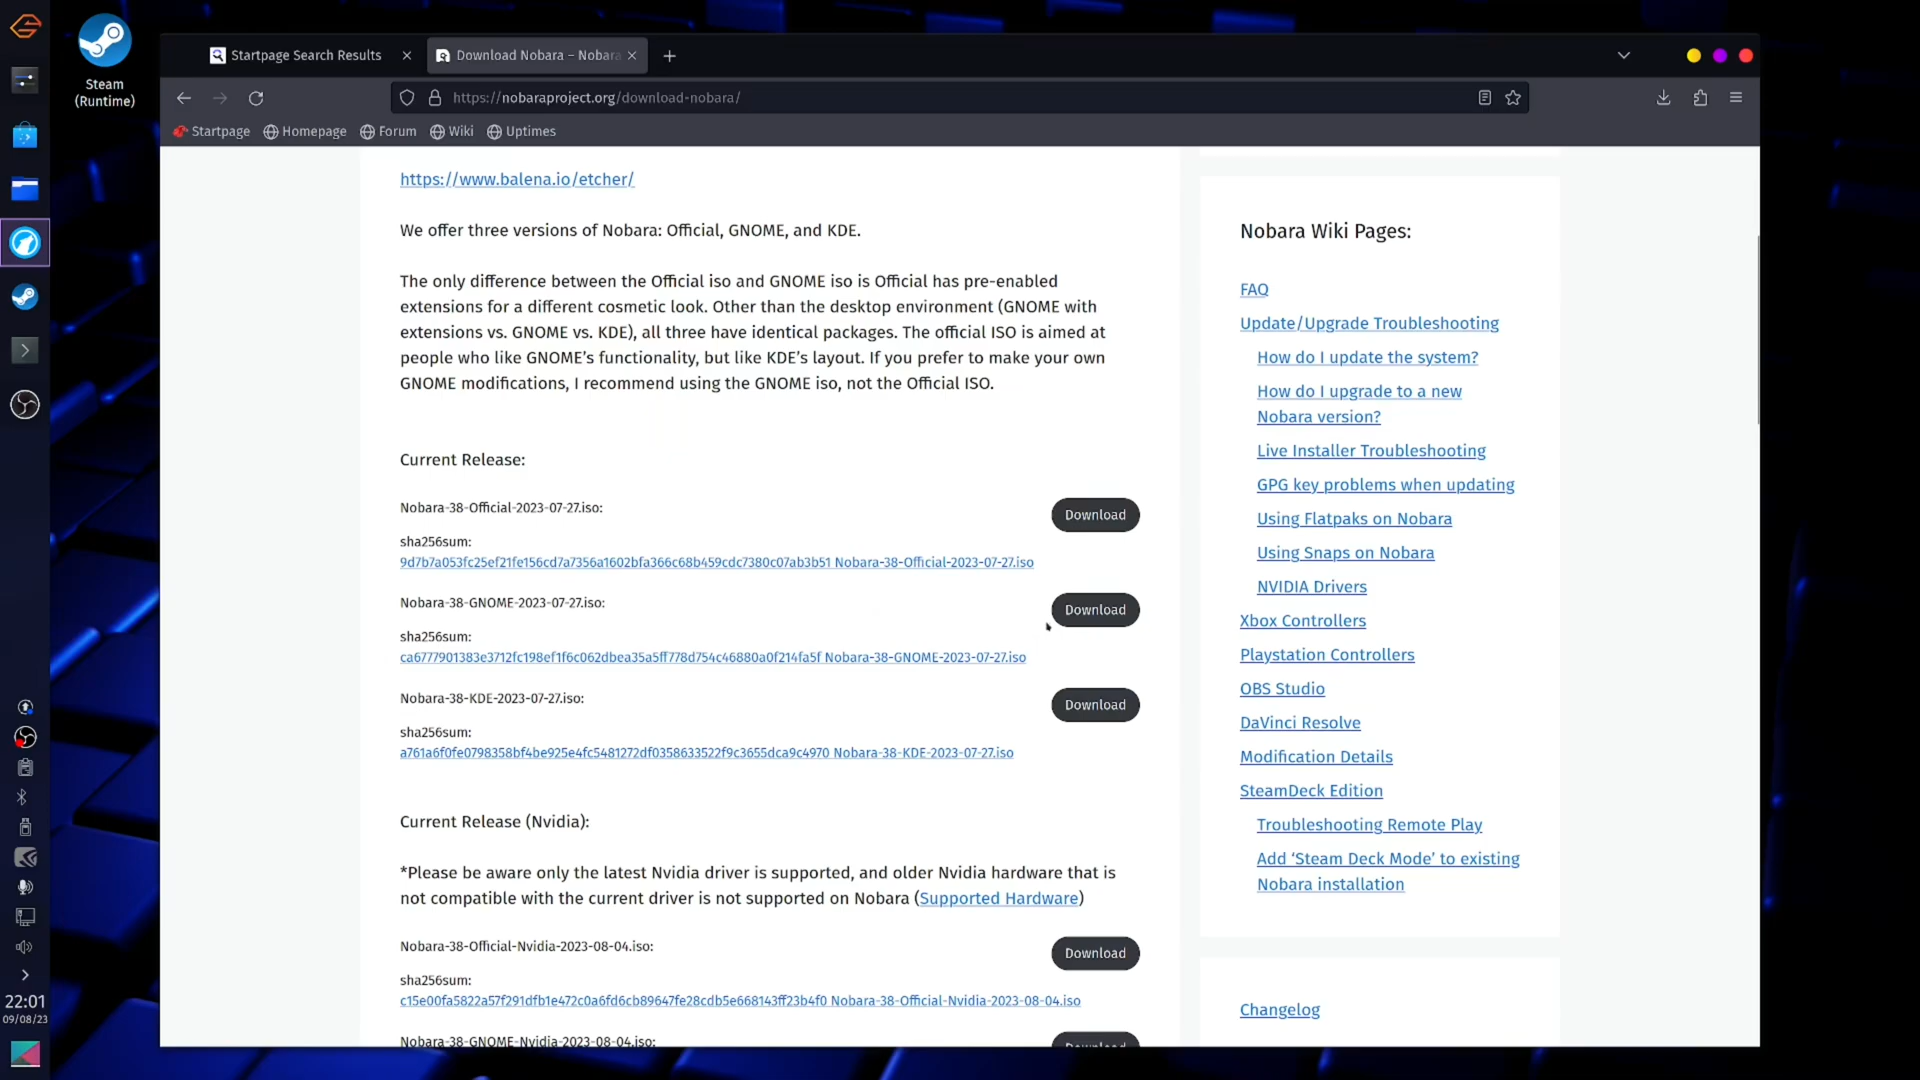 Steam
(Runtime)
22:01
09/08/23
Startpage Search Results
Download Nobara – Nobara
https://nobaraproject.org/download-nobara/
Startpage
Homepage
Forum
Wiki
Uptimes
https://www.balena.io/etcher/
We offer three versions of Nobara: Official, GNOME, and KDE.
The only difference between the Official iso and GNOME iso is Official has pre-enabled
extensions for a different cosmetic look. Other than the desktop environment (GNOME with
extensions vs. GNOME vs. KDE), all three have identical packages. The official ISO is aimed at
people who like GNOME’s functionality, but like KDE’s layout. If you prefer to make your own
GNOME modifications, I recommend using the GNOME iso, not the Official ISO.
Current Release:
Nobara-38-Official-2023-07-27.iso:
Download
sha256sum:
9d7b7a053fc25ef21fe156cd7a7356a1602bfa366c68b459cdc7380c07ab3b51 Nobara-38-Official-2023-07-27.iso
Nobara-38-GNOME-2023-07-27.iso:
Download
sha256sum:
ca6777901383e3712fc198ef1f6c062dbea35a5ff778d754c46880a0f214fa5f Nobara-38-GNOME-2023-07-27.iso
Nobara-38-KDE-2023-07-27.iso:
Download
sha256sum:
a761a6f0fe0798358bf4be925e4fc5481272df0358633522f9c3655dca9c4970 Nobara-38-KDE-2023-07-27.iso
Current Release (Nvidia):
*Please be aware only the latest Nvidia driver is supported, and older Nvidia hardware that is
not compatible with the current driver is not supported on Nobara (Supported Hardware)
Nobara-38-Official-Nvidia-2023-08-04.iso:
Download
sha256sum:
c15e00fa5822a57f291dfb1e472c0a6fd6cb89647fe28cdb5e668143ff23b4f0 Nobara-38-Official-Nvidia-2023-08-04.iso
Nobara-38-GNOME-Nvidia-2023-08-04.iso:
Download
Nobara Wiki Pages:
FAQ
Update/Upgrade Troubleshooting
How do I update the system?
How do I upgrade to a new
Nobara version?
Live Installer Troubleshooting
GPG key problems when updating
Using Flatpaks on Nobara
Using Snaps on Nobara
NVIDIA Drivers
Xbox Controllers
Playstation Controllers
OBS Studio
DaVinci Resolve
Modification Details
SteamDeck Edition
Troubleshooting Remote Play
Add ‘Steam Deck Mode’ to existing
Nobara installation
Changelog